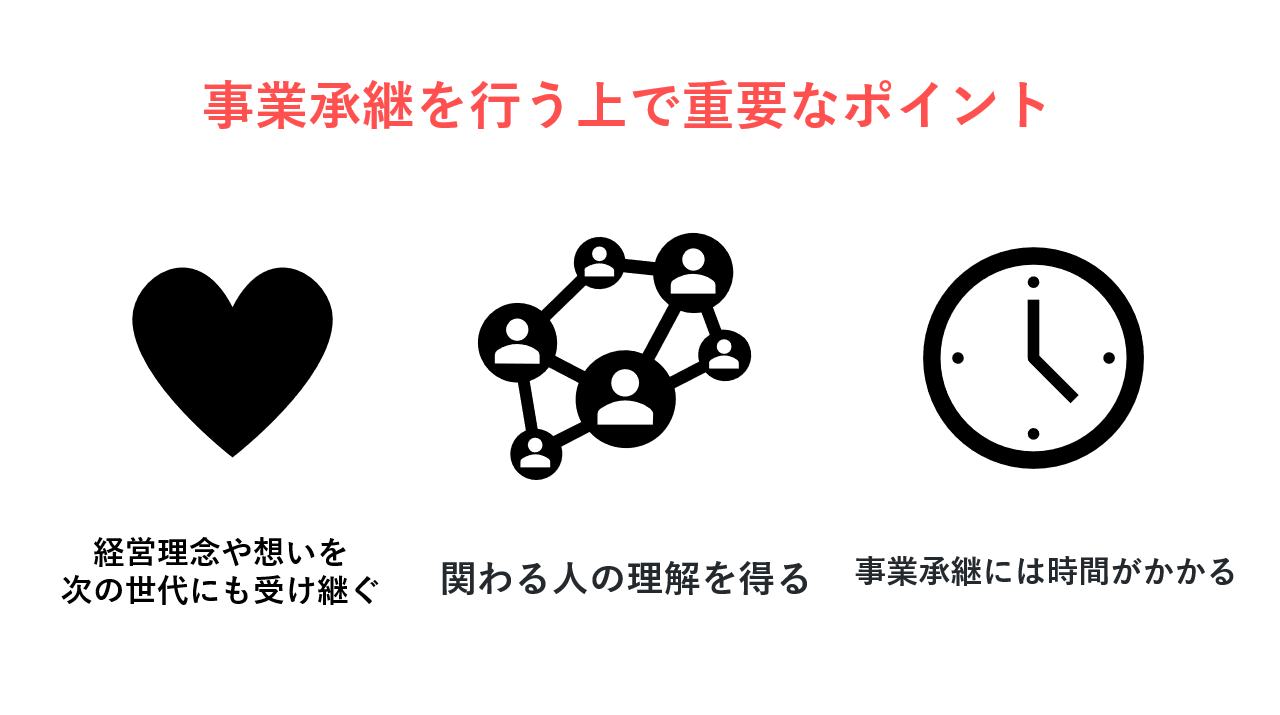 事業承継を行う上で重要なポイント
経営理念や想いを
次の世代にも受け継ぐ
関わる人の理解を得る
事業承継には時間がかかる